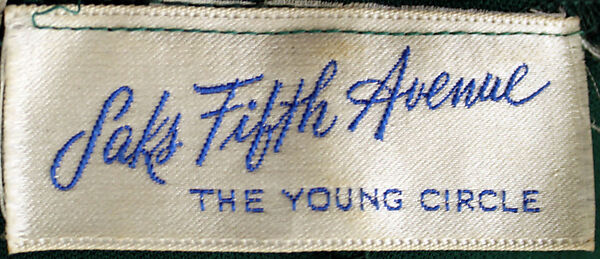 Saks Fifth Avenue
THE YOUNG CIRCLE